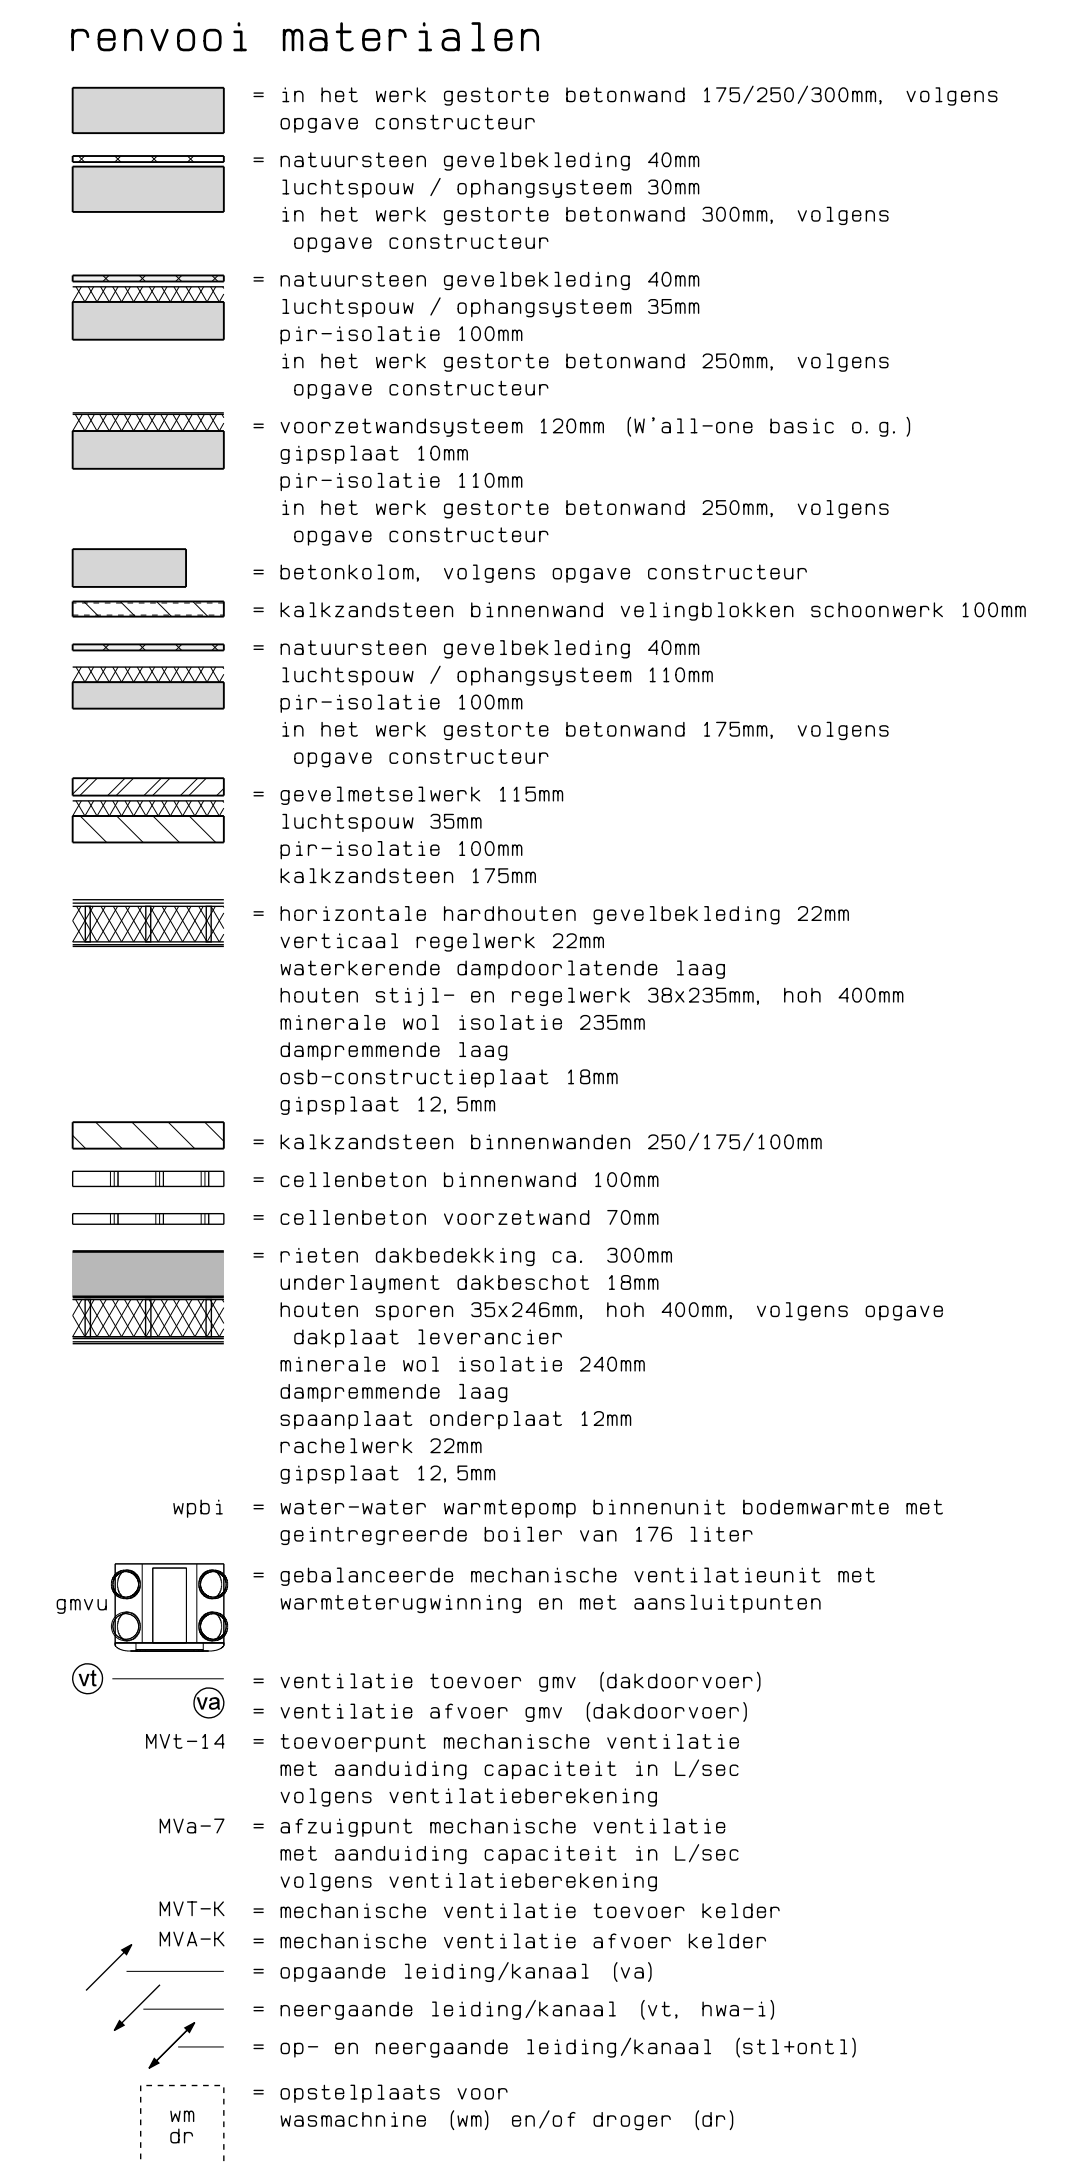 renvooi materialen
= in het werk gestorte betonwand 175/250/300mm, volgens
opgave constructeur
= natuursteen gevelbekleding 40mm
luchtspouw / ophangsysteem 30mm
in het werk gestorte betonwand 300mm, volgens
opgave constructeur
= natuursteen gevelbekleding 40mm
luchtspouw / ophangsysteem 35mm
pir-isolatie 100mm
in het werk gestorte betonwand 250mm, volgens
opgave constructeur
= voorzetwandsysteem 120mm (W'all-one basic o.g.)
gipsplaat 10mm
pir-isolatie 110mm
in het werk gestorte betonwand 250mm, volgens
opgave constructeur
= betonkolom, volgens opgave constructeur
= kalkzandsteen binnenwand velingblokken schoonwerk 100mm
= natuursteen gevelbekleding 40mm
luchtspouw / ophangsysteem 110mm
pir-isolatie 100mm
in het werk gestorte betonwand 175mm, volgens
opgave constructeur
= gevelmetselwerk 115mm
luchtspouw 35mm
pir-isolatie 100mm
kalkzandsteen 175mm
= horizontale hardhouten gevelbekleding 22mm
verticaal regelwerk 22mm
waterkerende dampdoorlatende laag
houten stijl- en regelwerk 38x235mm, hoh 400mm
minerale wol isolatie 235mm
dampremmende laag
osb-constructieplaat 18mm
gipsplaat 12,5mm
= kalkzandsteen binnenwanden 250/175/100mm
= cellenbeton binnenwand 100mm
= cellenbeton voorzetwand 70mm
= rieten dakbedekking ca. 300mm
underlayment dakbeschot 18mm
houten sporen 35x246mm, hoh 400mm, volgens opgave
dakplaat leverancier
minerale wol isolatie 240mm
dampremmende laag
spaanplaat onderplaat 12mm
rachelwerk 22mm
gipsplaat 12,5mm
wpbi = water-water warmtepomp binnenunit bodemwarmte met
geintregreerde boiler van 176 liter
= gebalanceerde mechanische ventilatieunit met
gmvu warmteterugwinning en met aansluitpunten
vt = ventilatie toevoer gmv (dakdoorvoer)
va = ventilatie afvoer gmv (dakdoorvoer)
MVt-14 = toevoerpunt mechanische ventilatie
met aanduiding capaciteit in L/sec
volgens ventilatieberekening
MVa-7 = afzuigpunt mechanische ventilatie
met aanduiding capaciteit in L/sec
volgens ventilatieberekening
MVT-K = mechanische ventilatie toevoer kelder
MVA-K = mechanische ventilatie afvoer kelder
= opgaande leiding/kanaal (va)
= neergaande leiding/kanaal (vt, hwa-i)
= op- en neergaande leiding/kanaal (stl+ontl)
= opstelplaats voor
wm wasmachnine (wm) en/of droger (dr)
dr